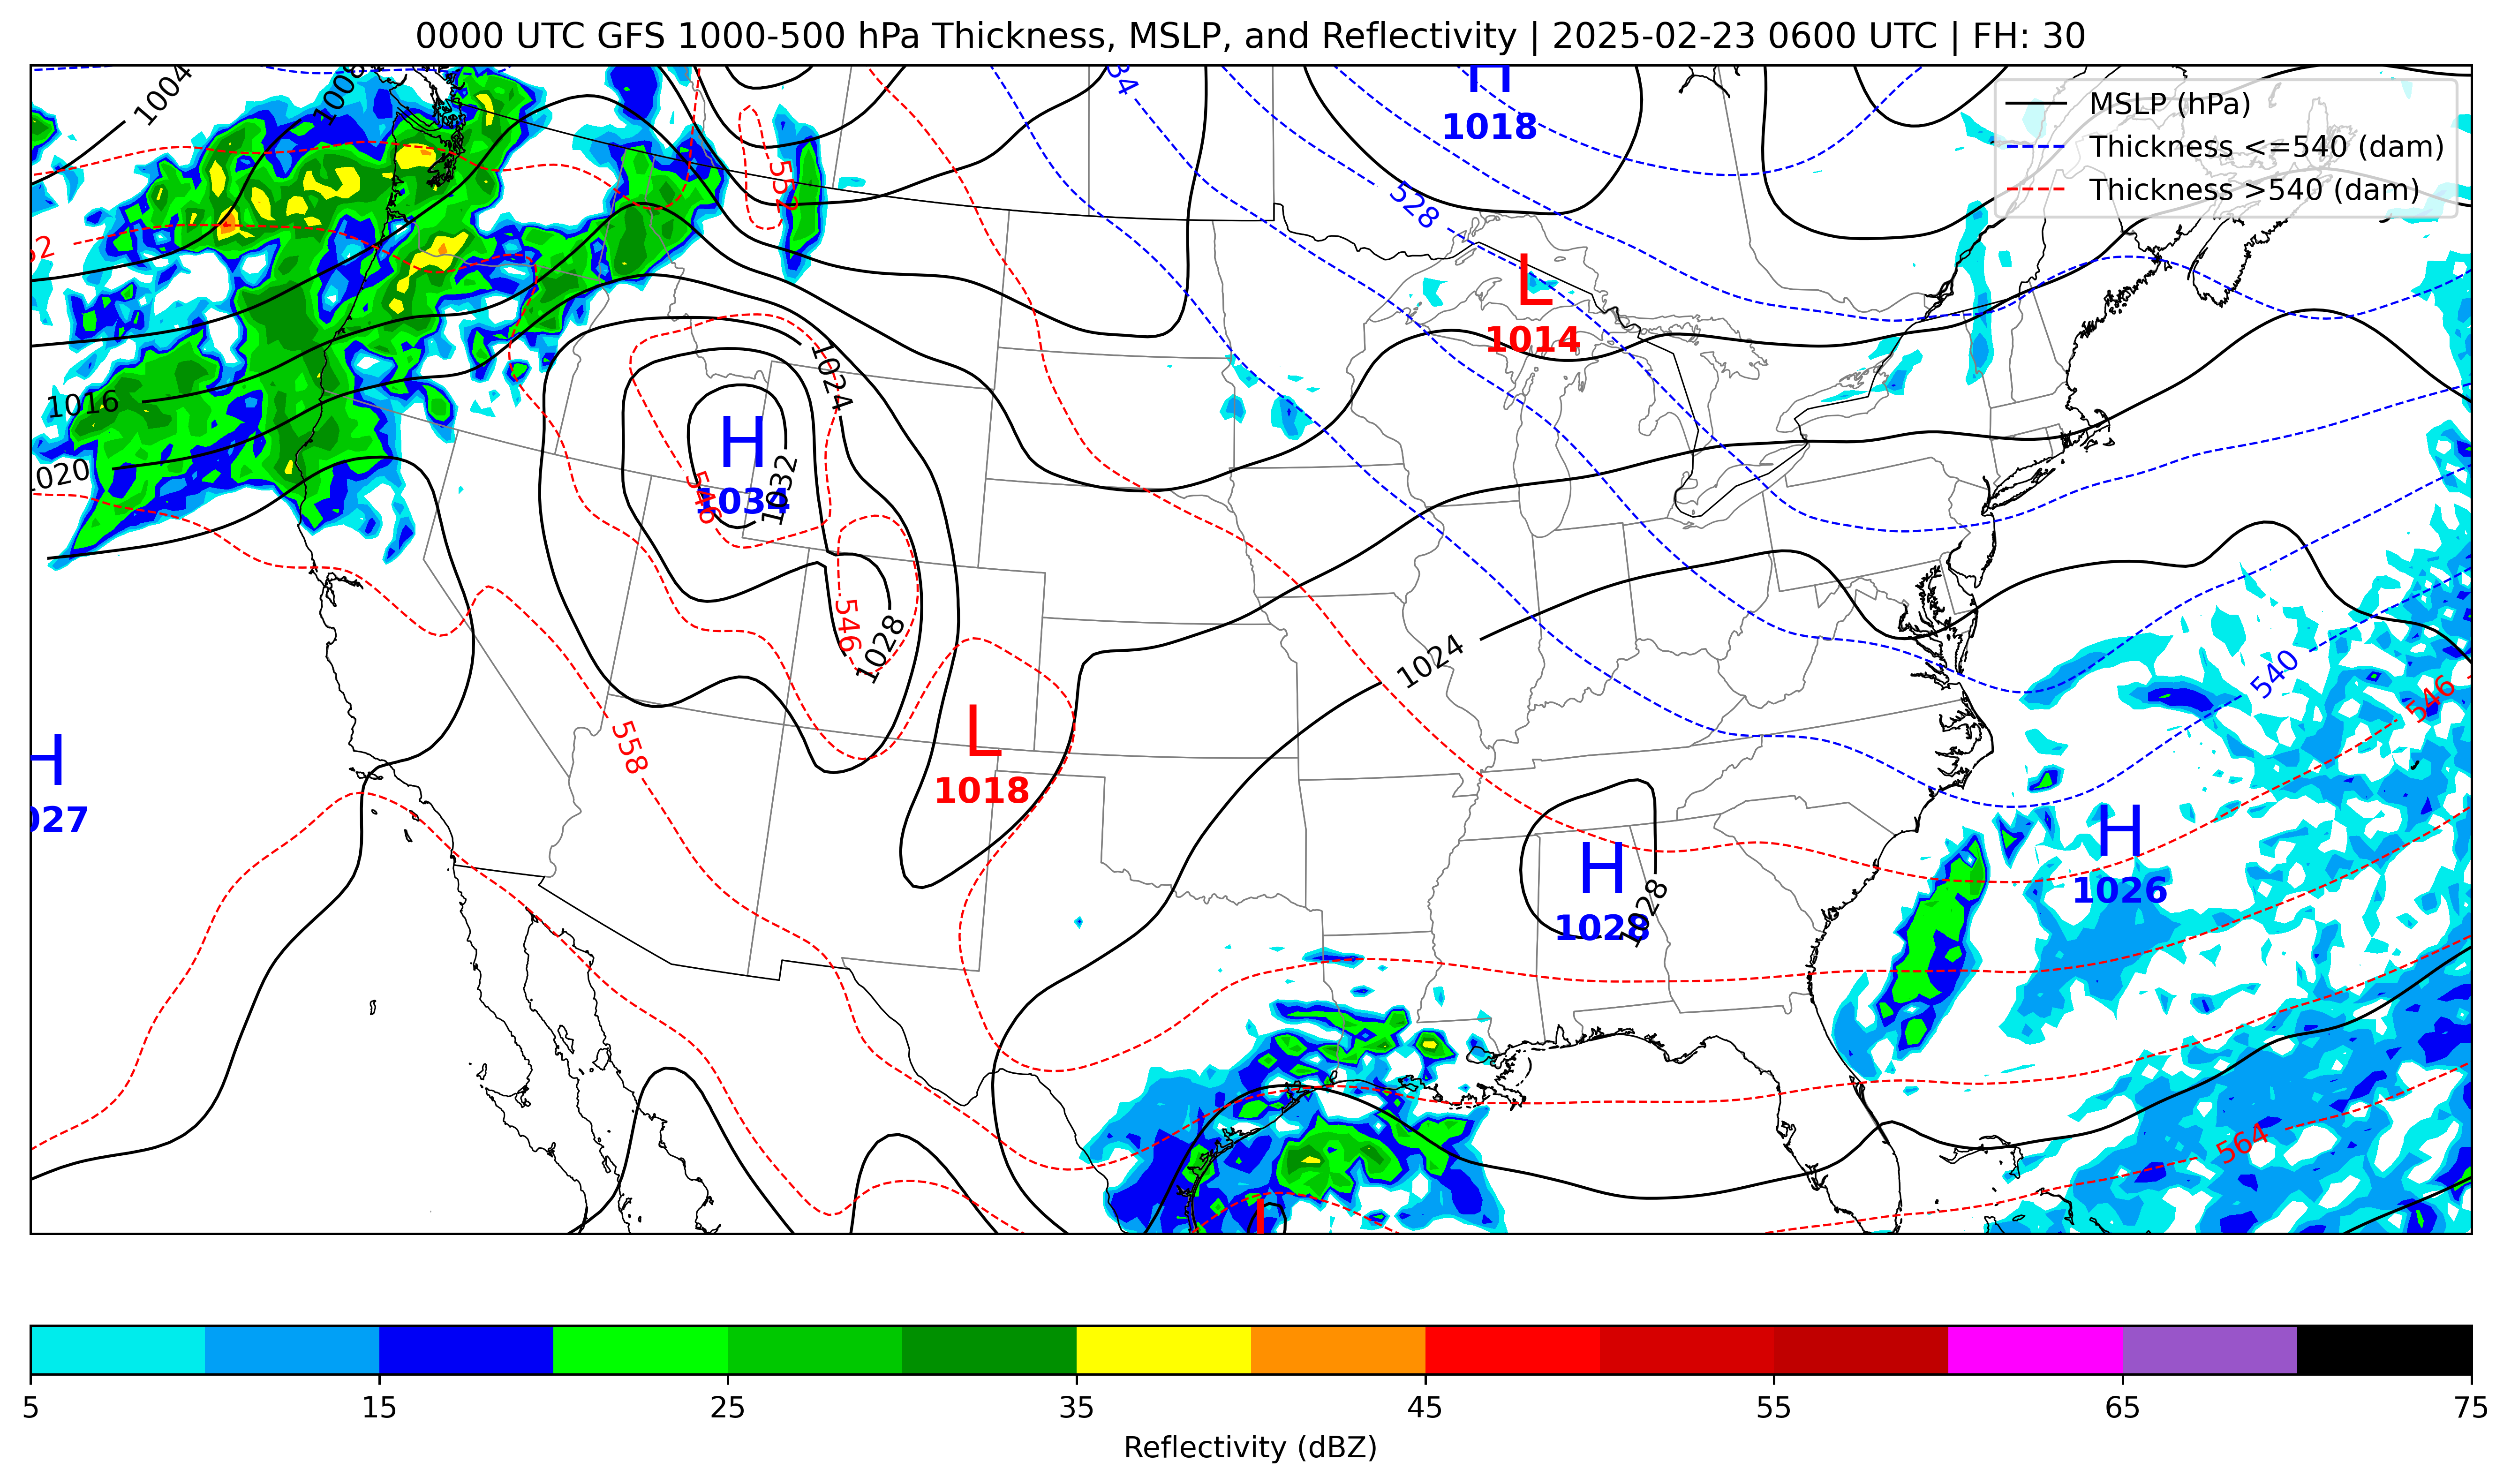 0000 UTC GFS 1000-500 hPa Thickness, MSLP, and Reflectivity | 2025-02-23 0600 UTC | FH: 30
MSLP (hPa)
Thickness <=540 (dam)
Thickness >540 (dam)
1004
1008
H
1018
552
528
L
1014
1016
1024
H
1034
1032
546
1020
546
1028
1024
540
546
558
L
1018
H
027
H
1026
H
1028
1028
564
5 15 25 35 45 55 65 75
Reflectivity (dBZ)